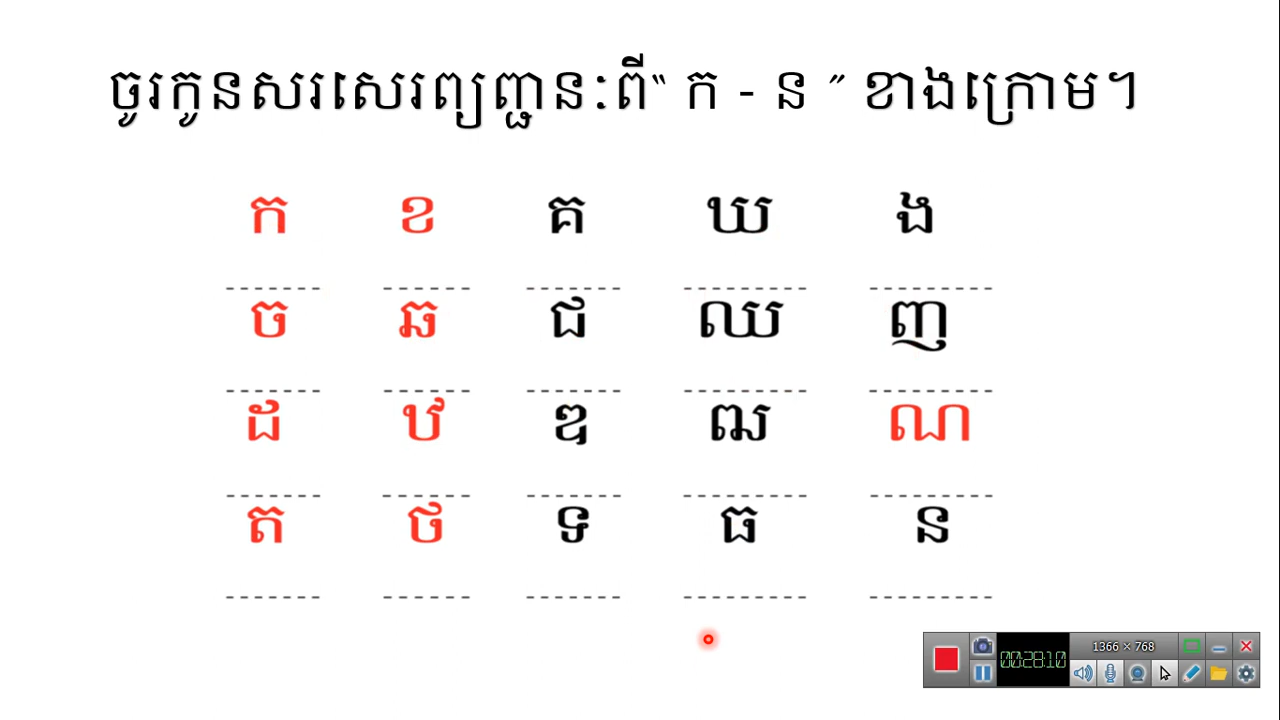 ចូរកូនសរសេរព្យញ្ជនៈពី“ ក - ន ” ខាងក្រោម។
ក ខ គ ឃ ង
ច ឆ ជ ឈ ញ
ដ ឋ ឌ ឍ ណ
ត ថ ទ ធ ន
1366 × 768
00:28:10